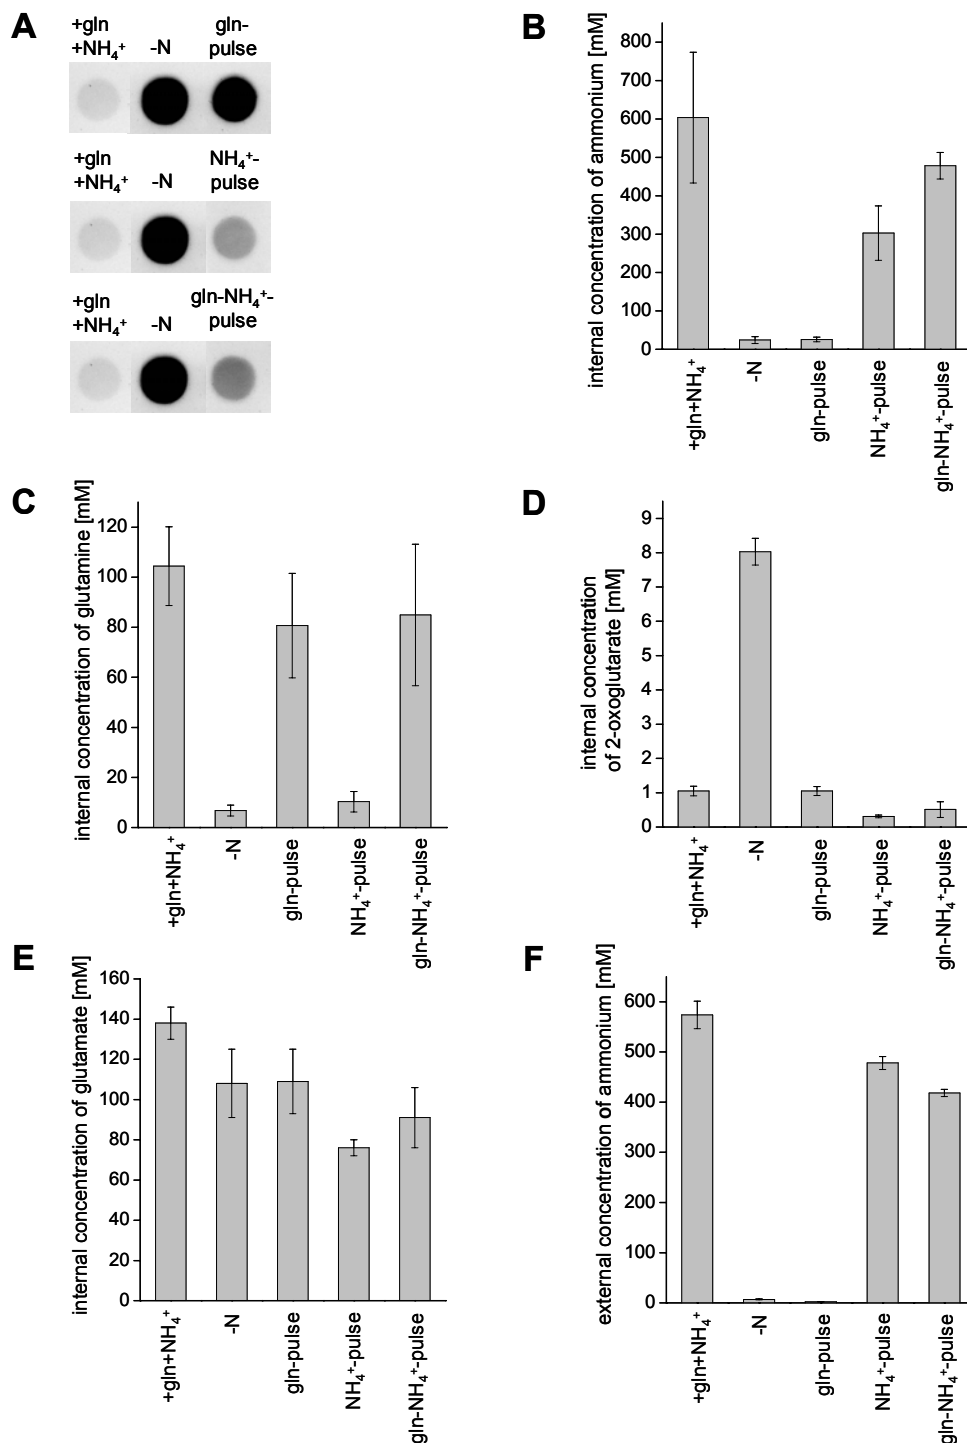 A
+gln +NH₄⁺
-N
gln-pulse
+gln +NH₄⁺
-N
NH₄⁺-pulse
+gln +NH₄⁺
-N
gln-NH₄⁺-pulse
B
internal concentration of ammonium [mM]
800
700
600
500
400
300
200
100
0
+gln+NH₄⁺
-N
gln-pulse
NH₄⁺-pulse
gln-NH₄⁺-pulse
C
internal concentration of glutamine [mM]
120
100
80
60
40
20
0
+gln+NH₄⁺
-N
gln-pulse
NH₄⁺-pulse
gln-NH₄⁺-pulse
D
internal concentration
of 2-oxoglutarate [mM]
9
8
7
6
5
4
3
2
1
0
+gln+NH₄⁺
-N
gln-pulse
NH₄⁺-pulse
gln-NH₄⁺-pulse
E
internal concentration of glutamate [mM]
160
140
120
100
80
60
40
20
0
+gln+NH₄⁺
-N
gln-pulse
NH₄⁺-pulse
gln-NH₄⁺-pulse
F
external concentration of ammonium [mM]
600
500
400
300
200
100
0
+gln+NH₄⁺
-N
gln-pulse
NH₄⁺-pulse
gln-NH₄⁺-pulse